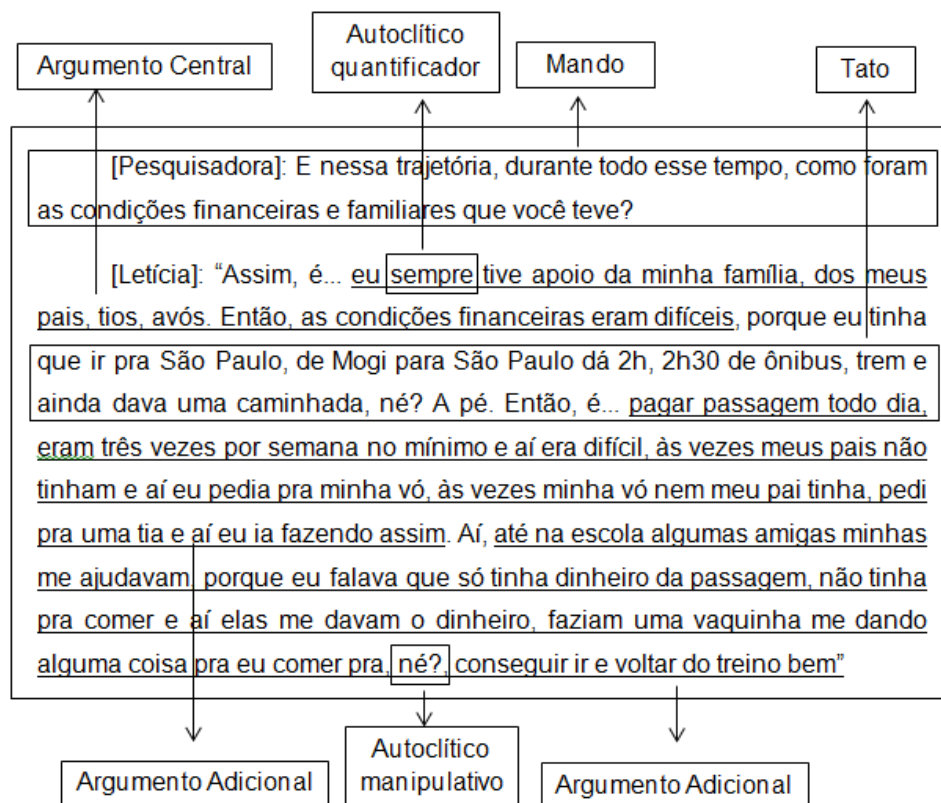 Argumento Central
Autoclítico
quantificador
Mando
Tato
[Pesquisadora]: E nessa trajetória, durante todo esse tempo, como foram
as condições financeiras e familiares que você teve?
[Letícia]: “Assim, é... eu sempre tive apoio da minha família, dos meus
pais, tios, avós. Então, as condições financeiras eram difíceis, porque eu tinha
que ir pra São Paulo, de Mogi para São Paulo dá 2h, 2h30 de ônibus, trem e
ainda dava uma caminhada, né? A pé. Então, é... pagar passagem todo dia,
eram três vezes por semana no mínimo e aí era difícil, às vezes meus pais não
tinham e aí eu pedia pra minha vó, às vezes minha vó nem meu pai tinha, pedi
pra uma tia e aí eu ia fazendo assim. Aí, até na escola algumas amigas minhas
me ajudavam, porque eu falava que só tinha dinheiro da passagem, não tinha
pra comer e aí elas me davam o dinheiro, faziam uma vaquinha me dando
alguma coisa pra eu comer pra, né?, conseguir ir e voltar do treino bem”
Argumento Adicional
Autoclítico
manipulativo
Argumento Adicional